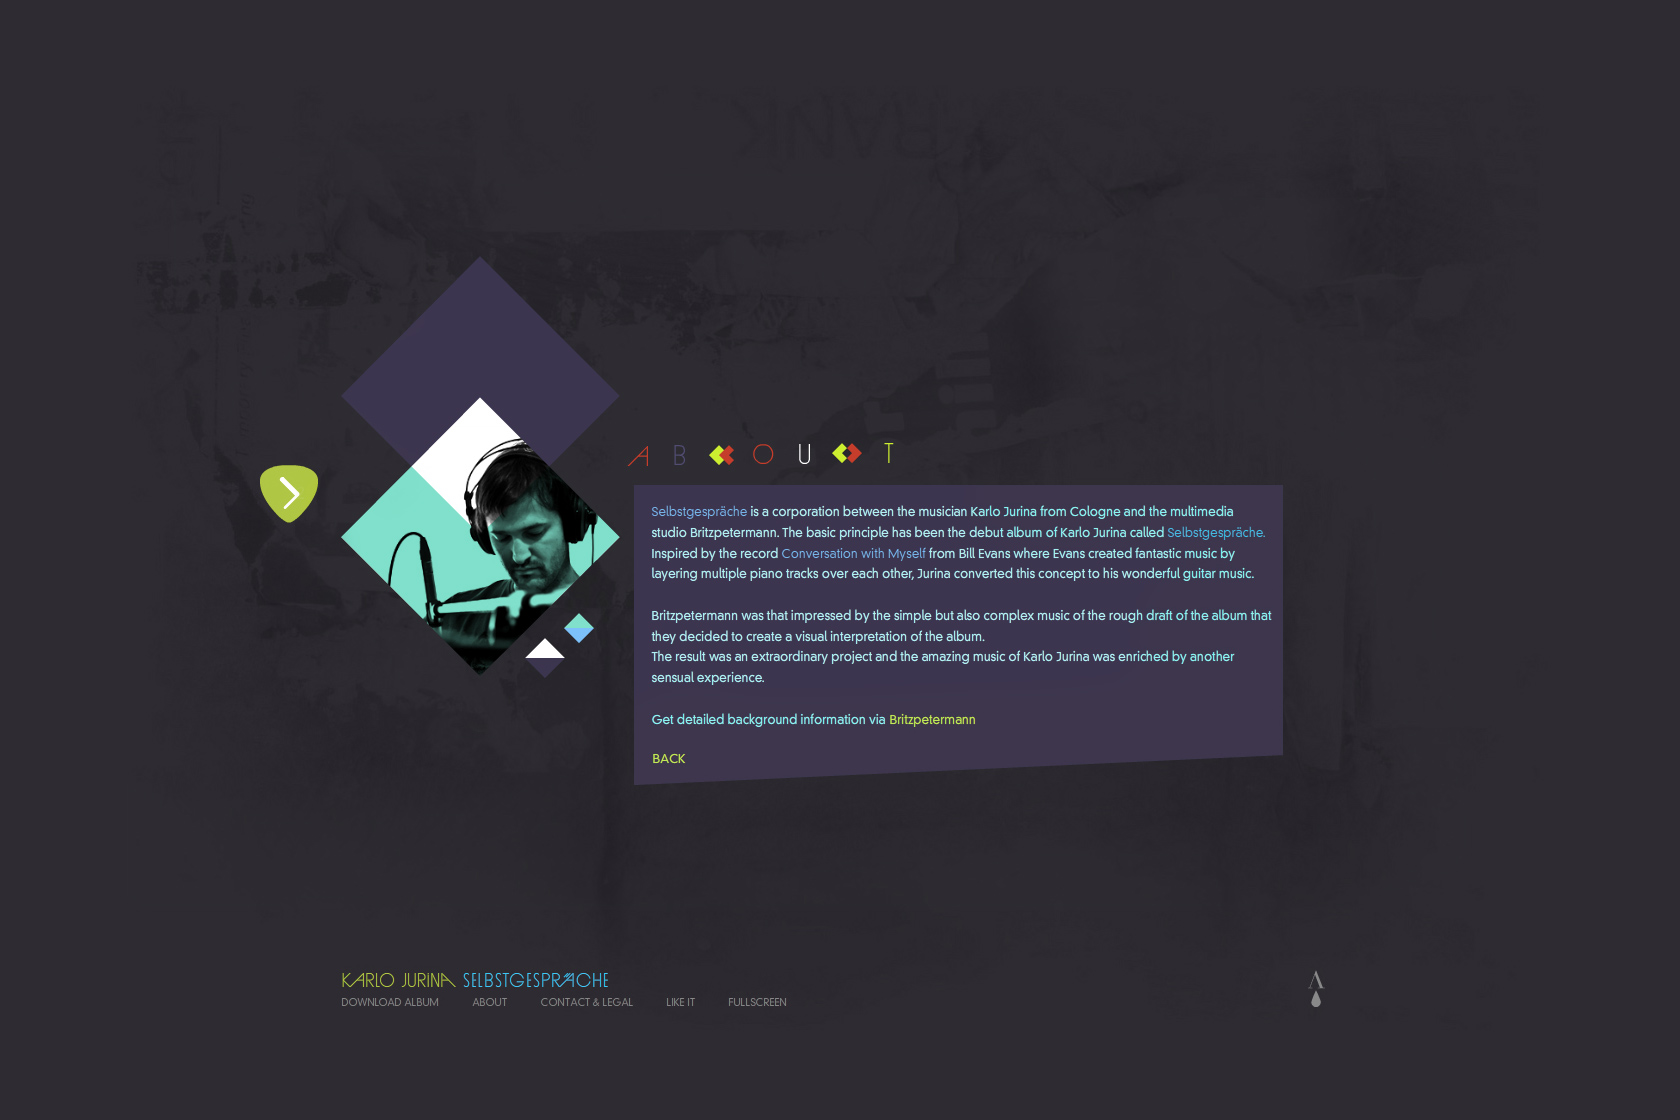 A B O U T
Selbstgespräche is a corporation between the musician Karlo Jurina from Cologne and the multimedia
studio Britzpetermann. The basic principle has been the debut album of Karlo Jurina called Selbstgespräche.
Inspired by the record Conversation with Myself from Bill Evans where Evans created fantastic music by
layering multiple piano tracks over each other, Jurina converted this concept to his wonderful guitar music.
Britzpetermann was that impressed by the simple but also complex music of the rough draft of the album that
they decided to create a visual interpretation of the album.
The result was an extraordinary project and the amazing music of Karlo Jurina was enriched by another
sensual experience.
Get detailed background information via Britzpetermann
BACK
KARLO JURINA SELBSTGESPRÄCHE
DOWNLOAD ALBUM ABOUT CONTACT & LEGAL LIKE IT FULLSCREEN